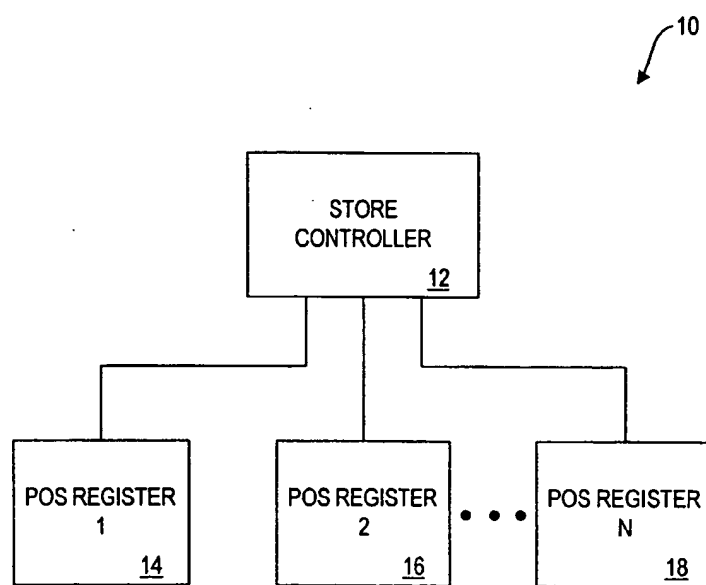 10
STORE
CONTROLLER
12
POS REGISTER
1
14
POS REGISTER
2
16
POS REGISTER
N
18